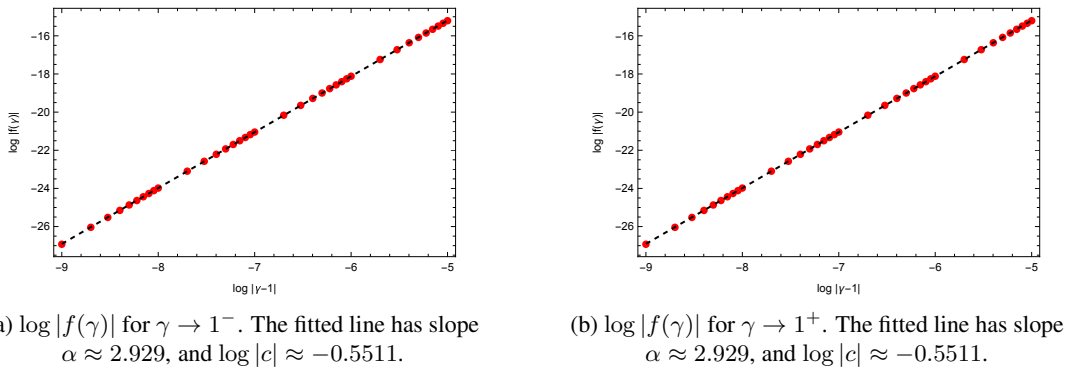 −16
−18
−20
−22
−24
−26
log |f(γ)|
−9
−8
−7
−6
−5
log |γ−1|
−16
−18
−20
−22
−24
−26
log |f(γ)|
−9
−8
−7
−6
−5
log |γ−1|
) log |f(γ)| for γ → 1⁻. The fitted line has slope
α ≈ 2.929, and log |c| ≈ −0.5511.
(b) log |f(γ)| for γ → 1⁺. The fitted line has slope
α ≈ 2.929, and log |c| ≈ −0.5511.